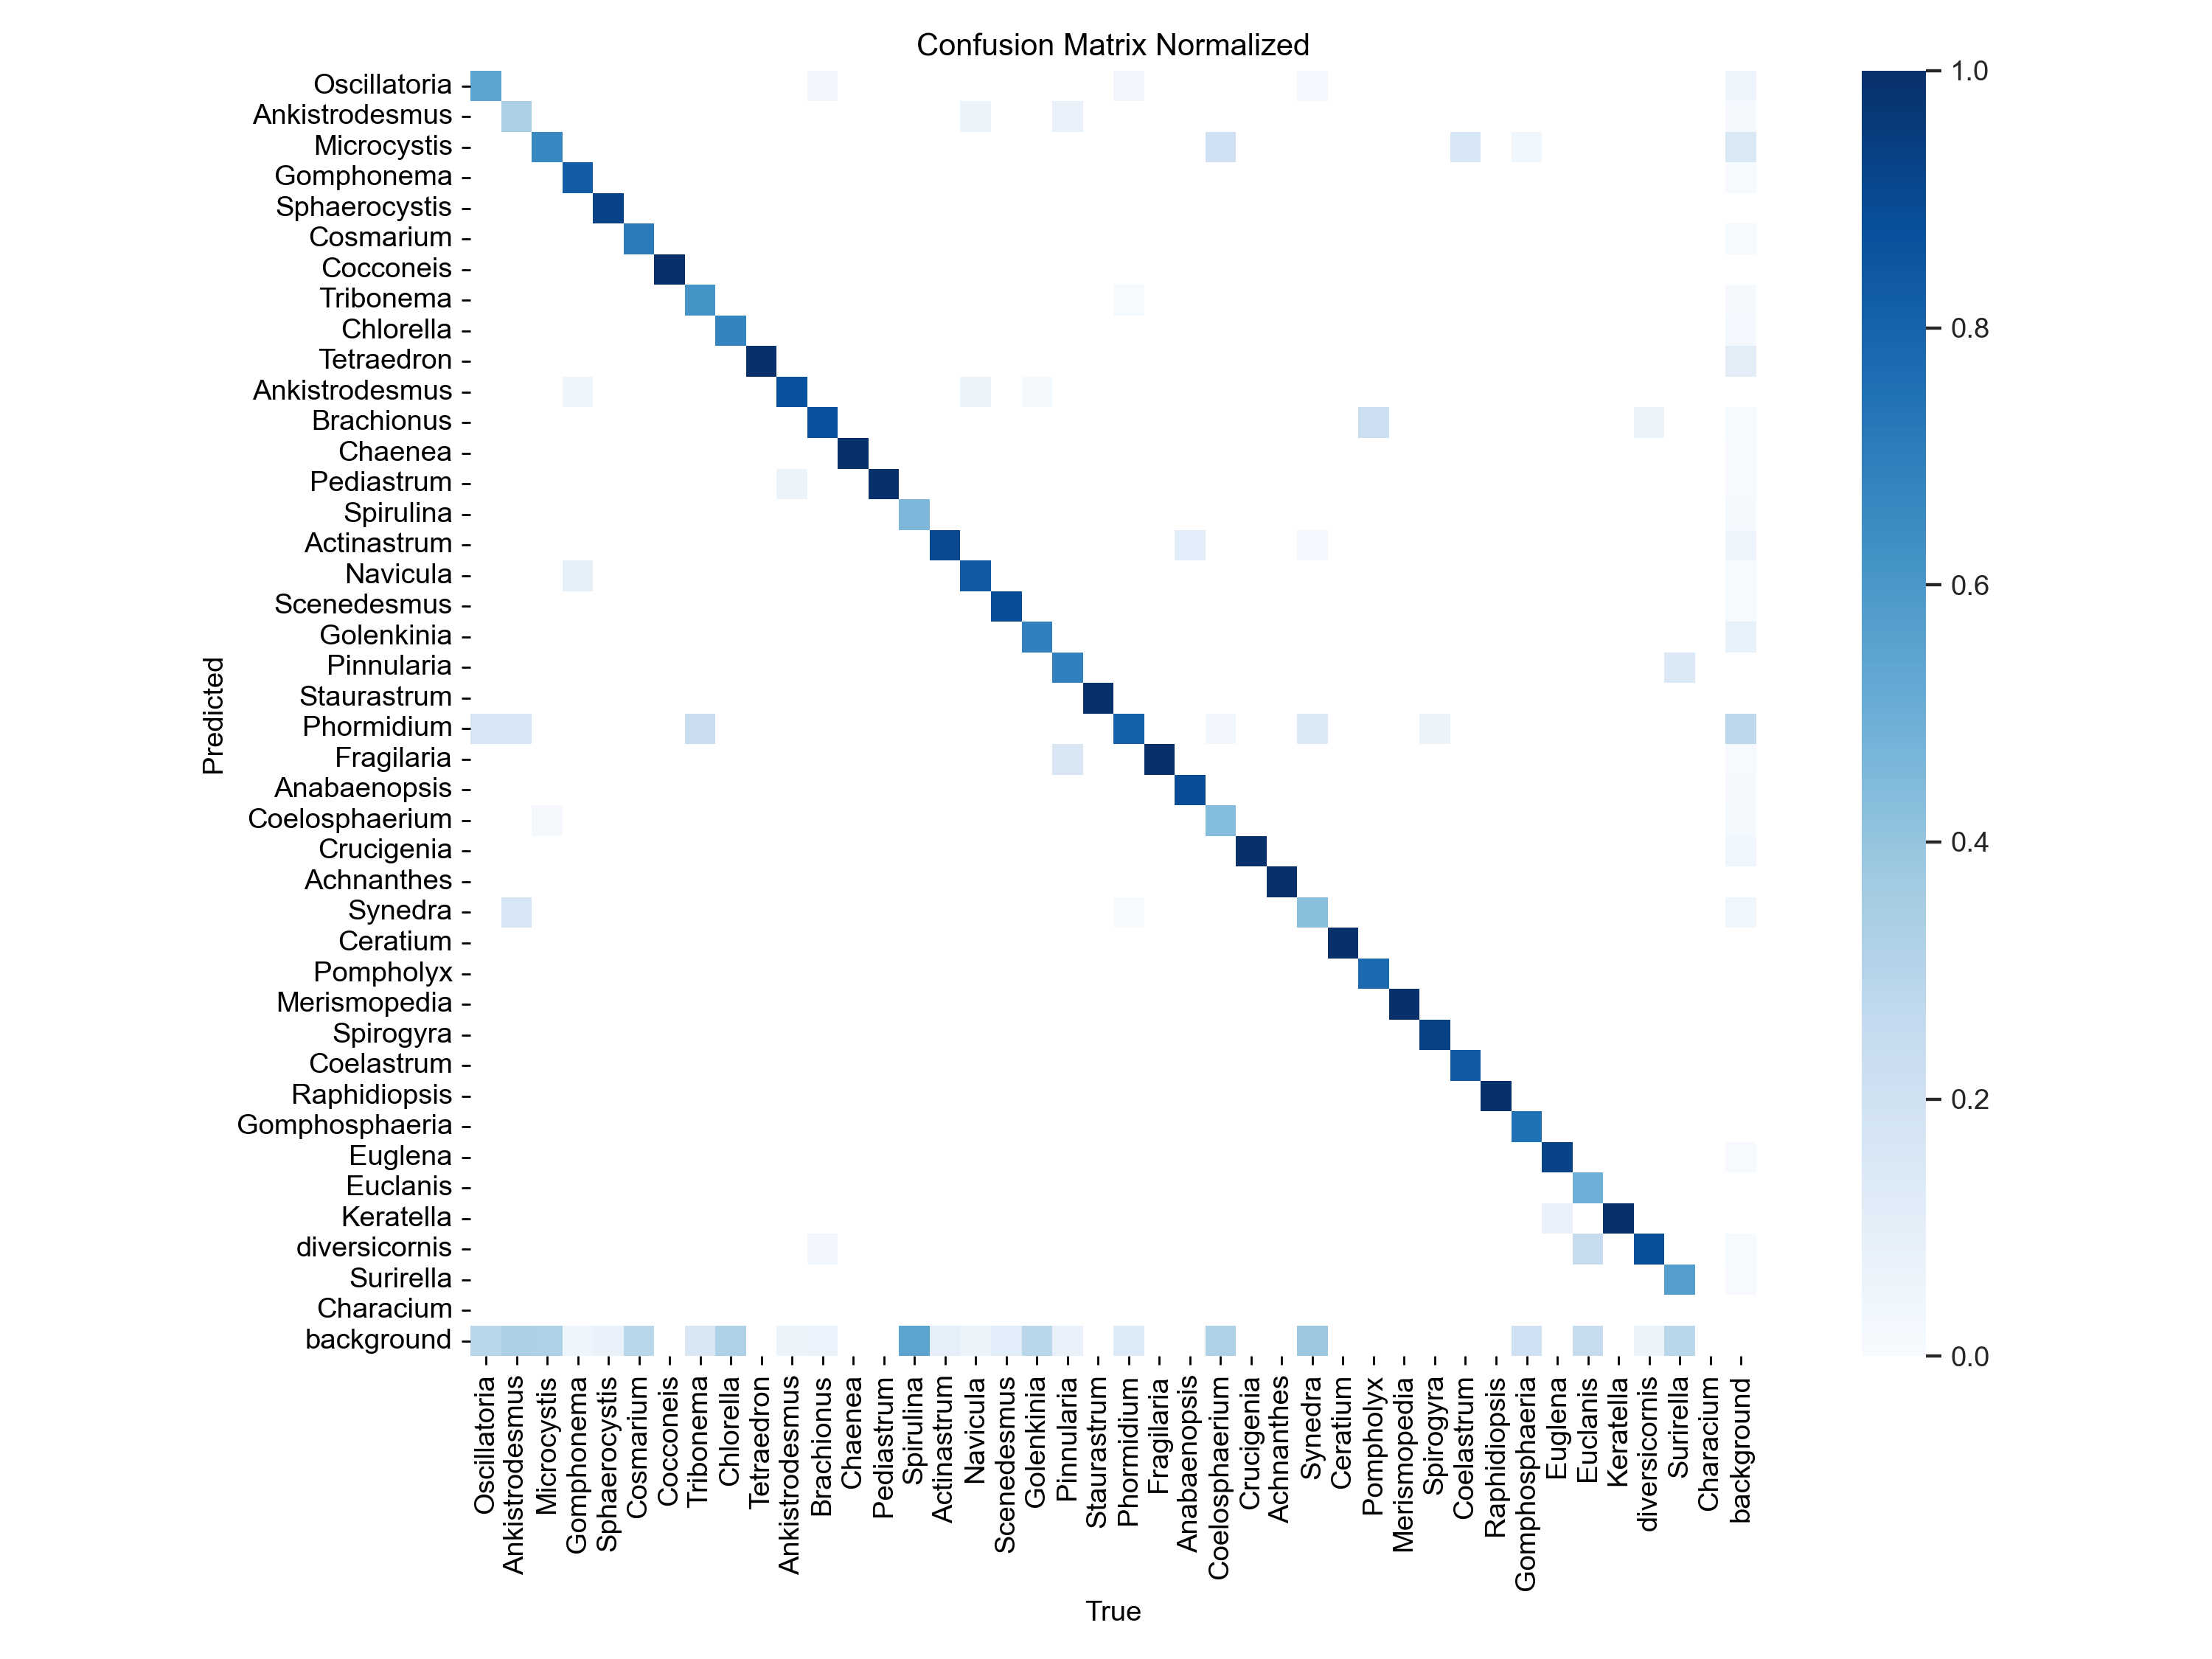 Confusion Matrix Normalized
Oscillatoria
Ankistrodesmus
Microcystis
Gomphonema
Sphaerocystis
Cosmarium
Cocconeis
Tribonema
Chlorella
Tetraedron
Ankistrodesmus
Brachionus
Chaenea
Pediastrum
Spirulina
Actinastrum
Navicula
Scenedesmus
Golenkinia
Pinnularia
Staurastrum
Phormidium
Fragilaria
Anabaenopsis
Coelosphaerium
Crucigenia
Achnanthes
Synedra
Ceratium
Pompholyx
Merismopedia
Spirogyra
Coelastrum
Raphidiopsis
Gomphosphaeria
Euglena
Euclanis
Keratella
diversicornis
Surirella
Characium
background
Predicted
Oscillatoria
Ankistrodesmus
Microcystis
Gomphonema
Sphaerocystis
Cosmarium
Cocconeis
Tribonema
Chlorella
Tetraedron
Ankistrodesmus
Brachionus
Chaenea
Pediastrum
Spirulina
Actinastrum
Navicula
Scenedesmus
Golenkinia
Pinnularia
Staurastrum
Phormidium
Fragilaria
Anabaenopsis
Coelosphaerium
Crucigenia
Achnanthes
Synedra
Ceratium
Pompholyx
Merismopedia
Spirogyra
Coelastrum
Raphidiopsis
Gomphosphaeria
Euglena
Euclanis
Keratella
diversicornis
Surirella
Characium
background
True
1.0
0.8
0.6
0.4
0.2
0.0